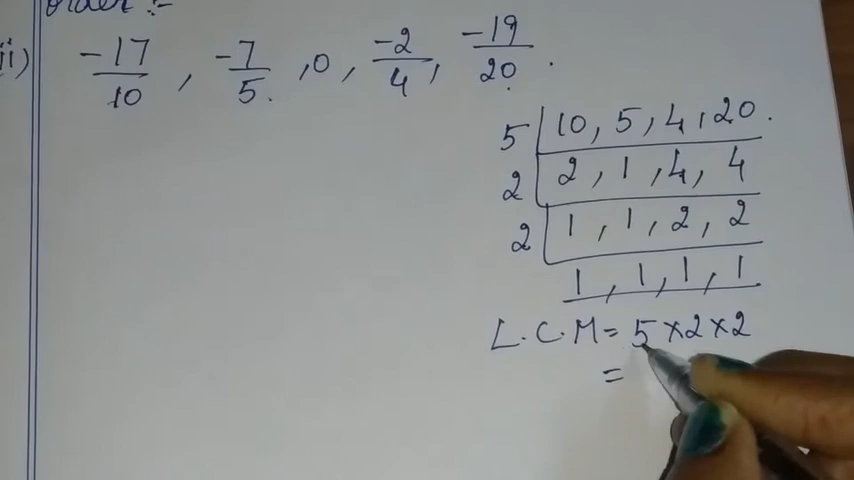 order :-
ii) -17/10 , -7/5 , 0 , -2/4 , -19/20 .
5 | 10 , 5 , 4 , 20 .
2 | 2 , 1 , 4 , 4
2 | 1 , 1 , 2 , 2
1 , 1 , 1 , 1
L.C.M = 5 × 2 × 2
=